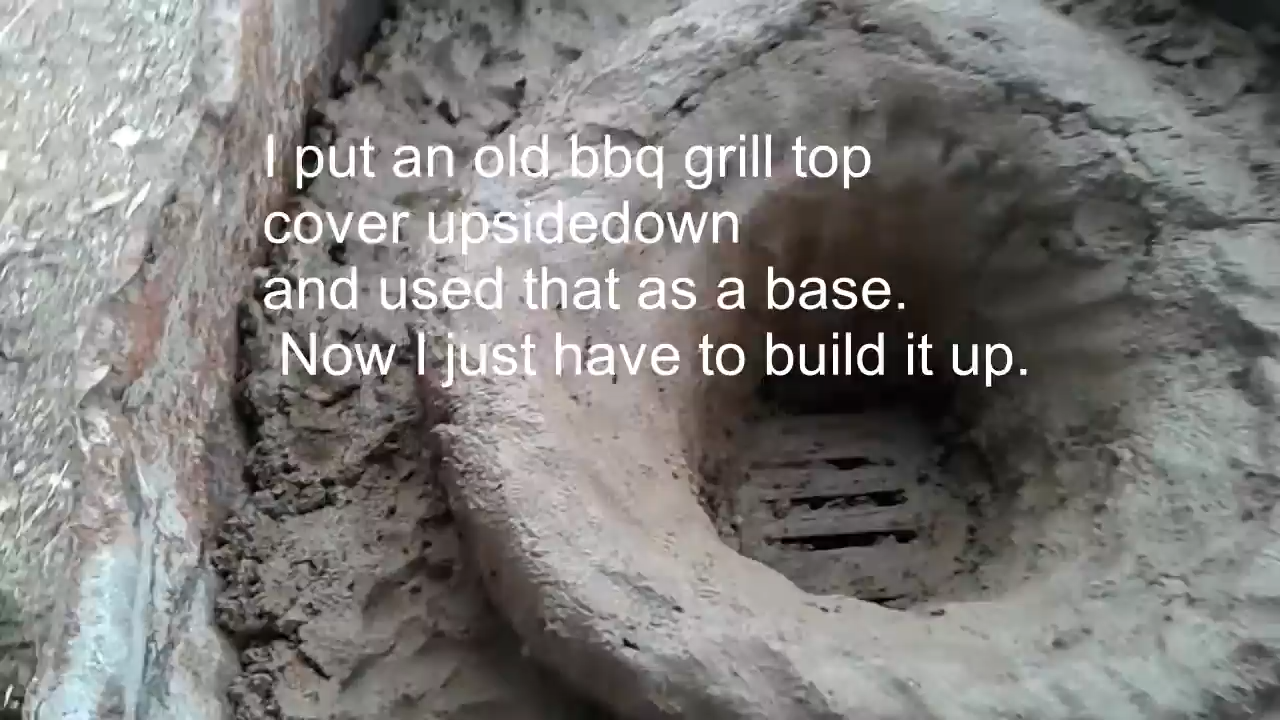 I put an old bbq grill top
cover upsidedown
and used that as a base.
Now I just have to build it up.